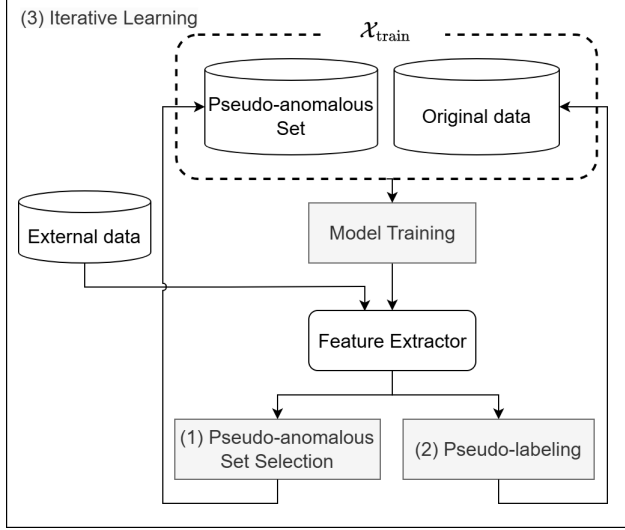 (3) Iterative Learning
𝒳train
Pseudo-anomalous
Set
Original data
External data
Model Training
Feature Extractor
(1) Pseudo-anomalous
Set Selection
(2) Pseudo-labeling